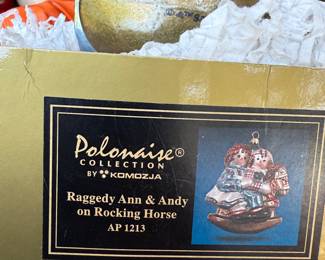 Polonaise®
COLLECTION
BY KOMOZJA
Raggedy Ann & Andy
on Rocking Horse
AP 1213